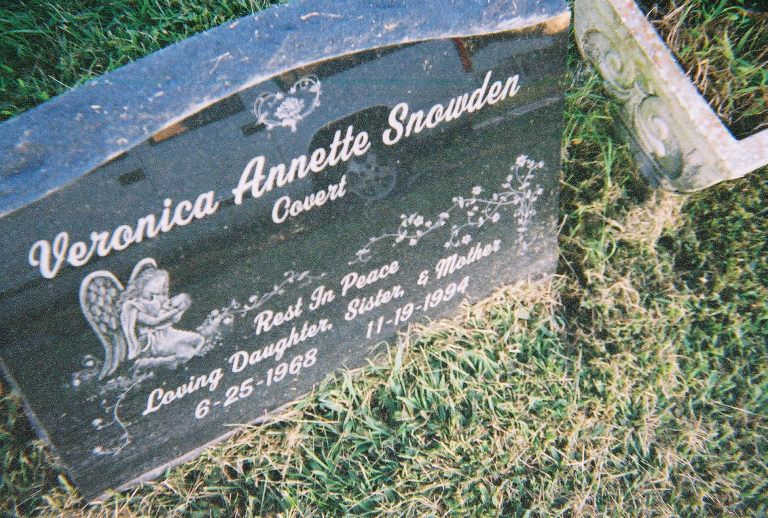 Veronica Annette Snowden
Covert
Rest In Peace
Loving Daughter, Sister, & Mother
6-25-1968 11-19-1994